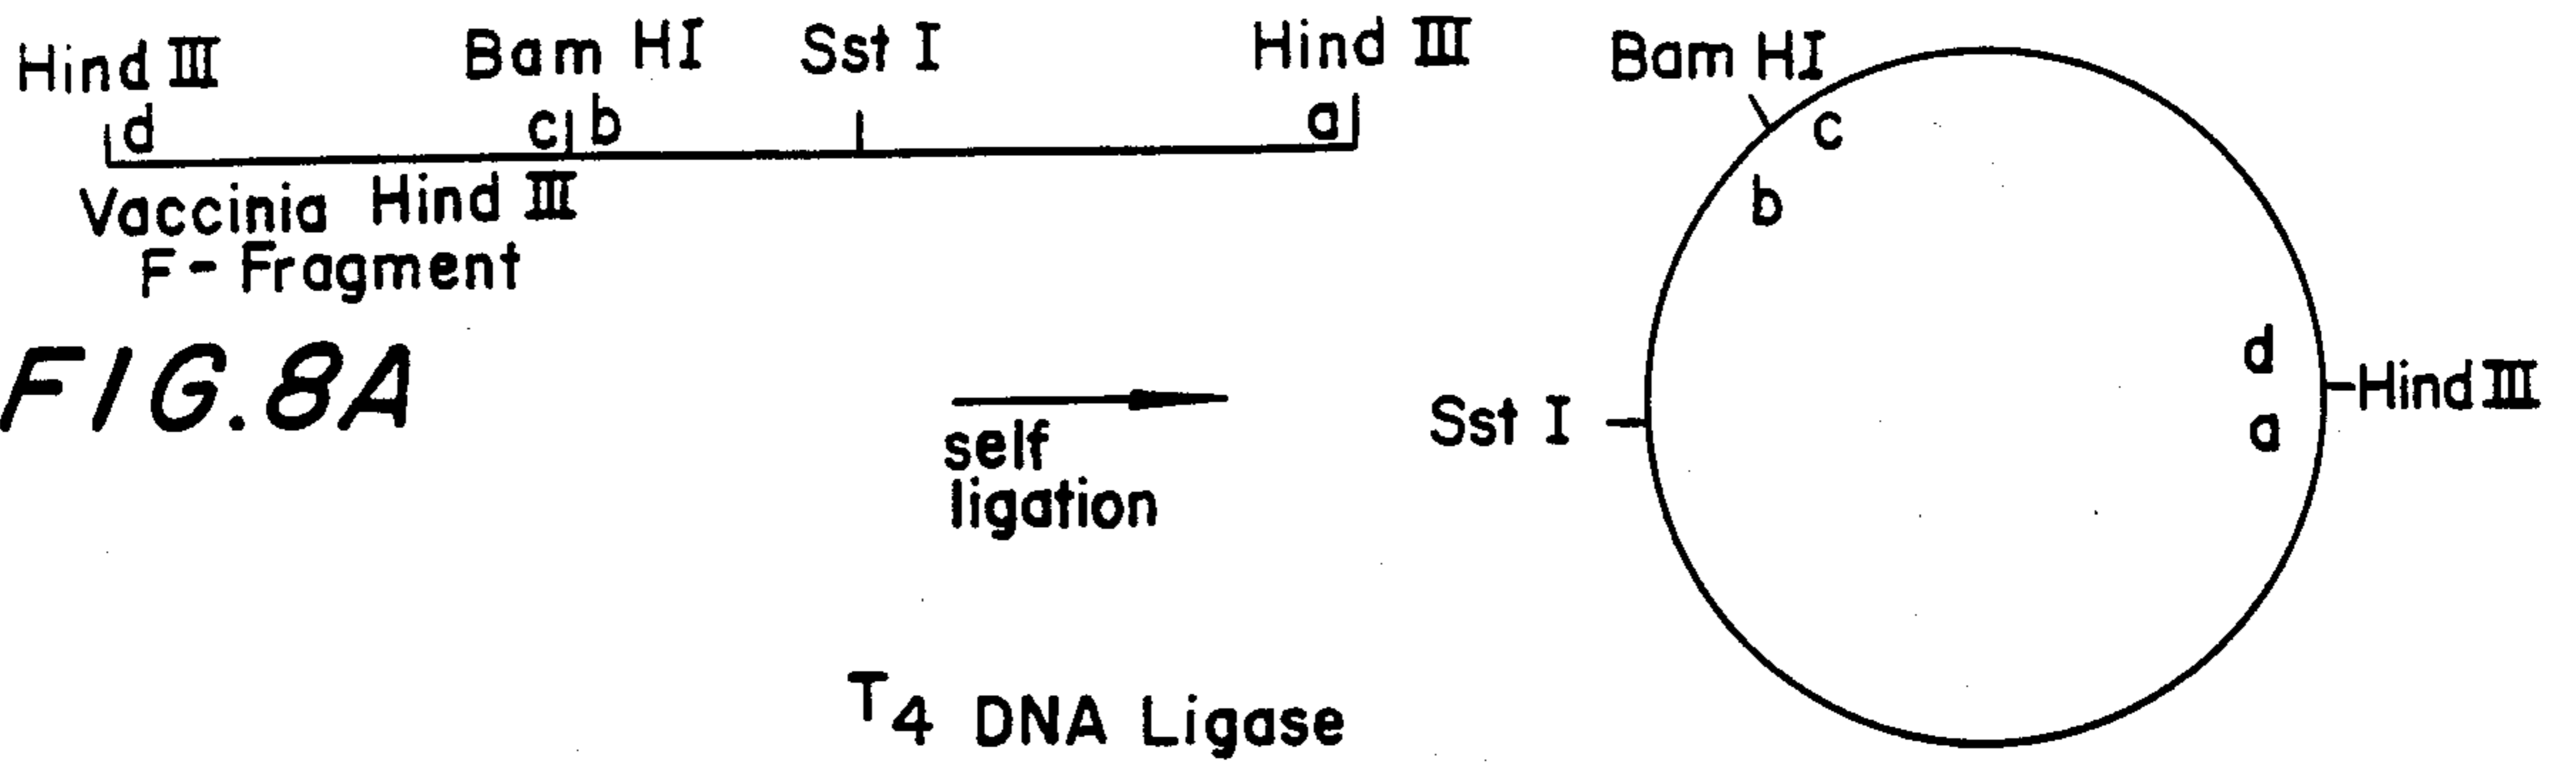 Hind III Bam HI Sst I Hind III
d c b a
Vaccinia Hind III
F-Fragment
FIG.8A
self
ligation
T4 DNA Ligase
Bam HI
c
b
Sst I
d
Hind III
a